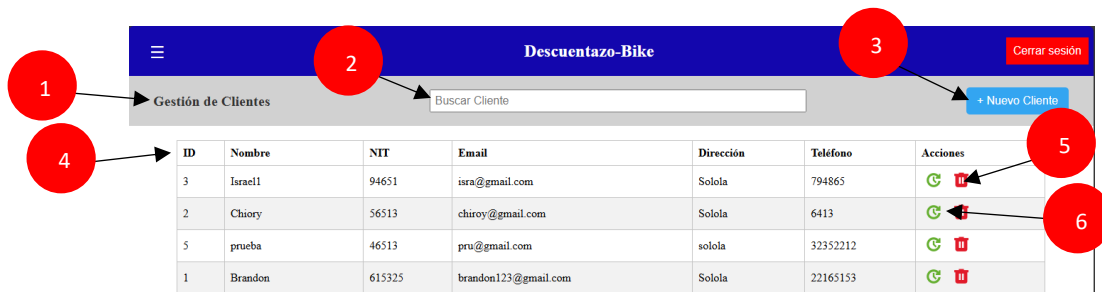 ☰ Descuentazo-Bike Cerrar sesión
1 2 3
Gestión de Clientes Buscar Cliente + Nuevo Cliente
4 5 6
ID Nombre NIT Email Dirección Teléfono Acciones
3 Israel1 94651 isra@gmail.com Solola 794865
2 Chiory 56513 chiroy@gmail.com Solola 6413
5 prueba 46513 pru@gmail.com solola 32352212
1 Brandon 615325 brandon123@gmail.com Solola 22165153